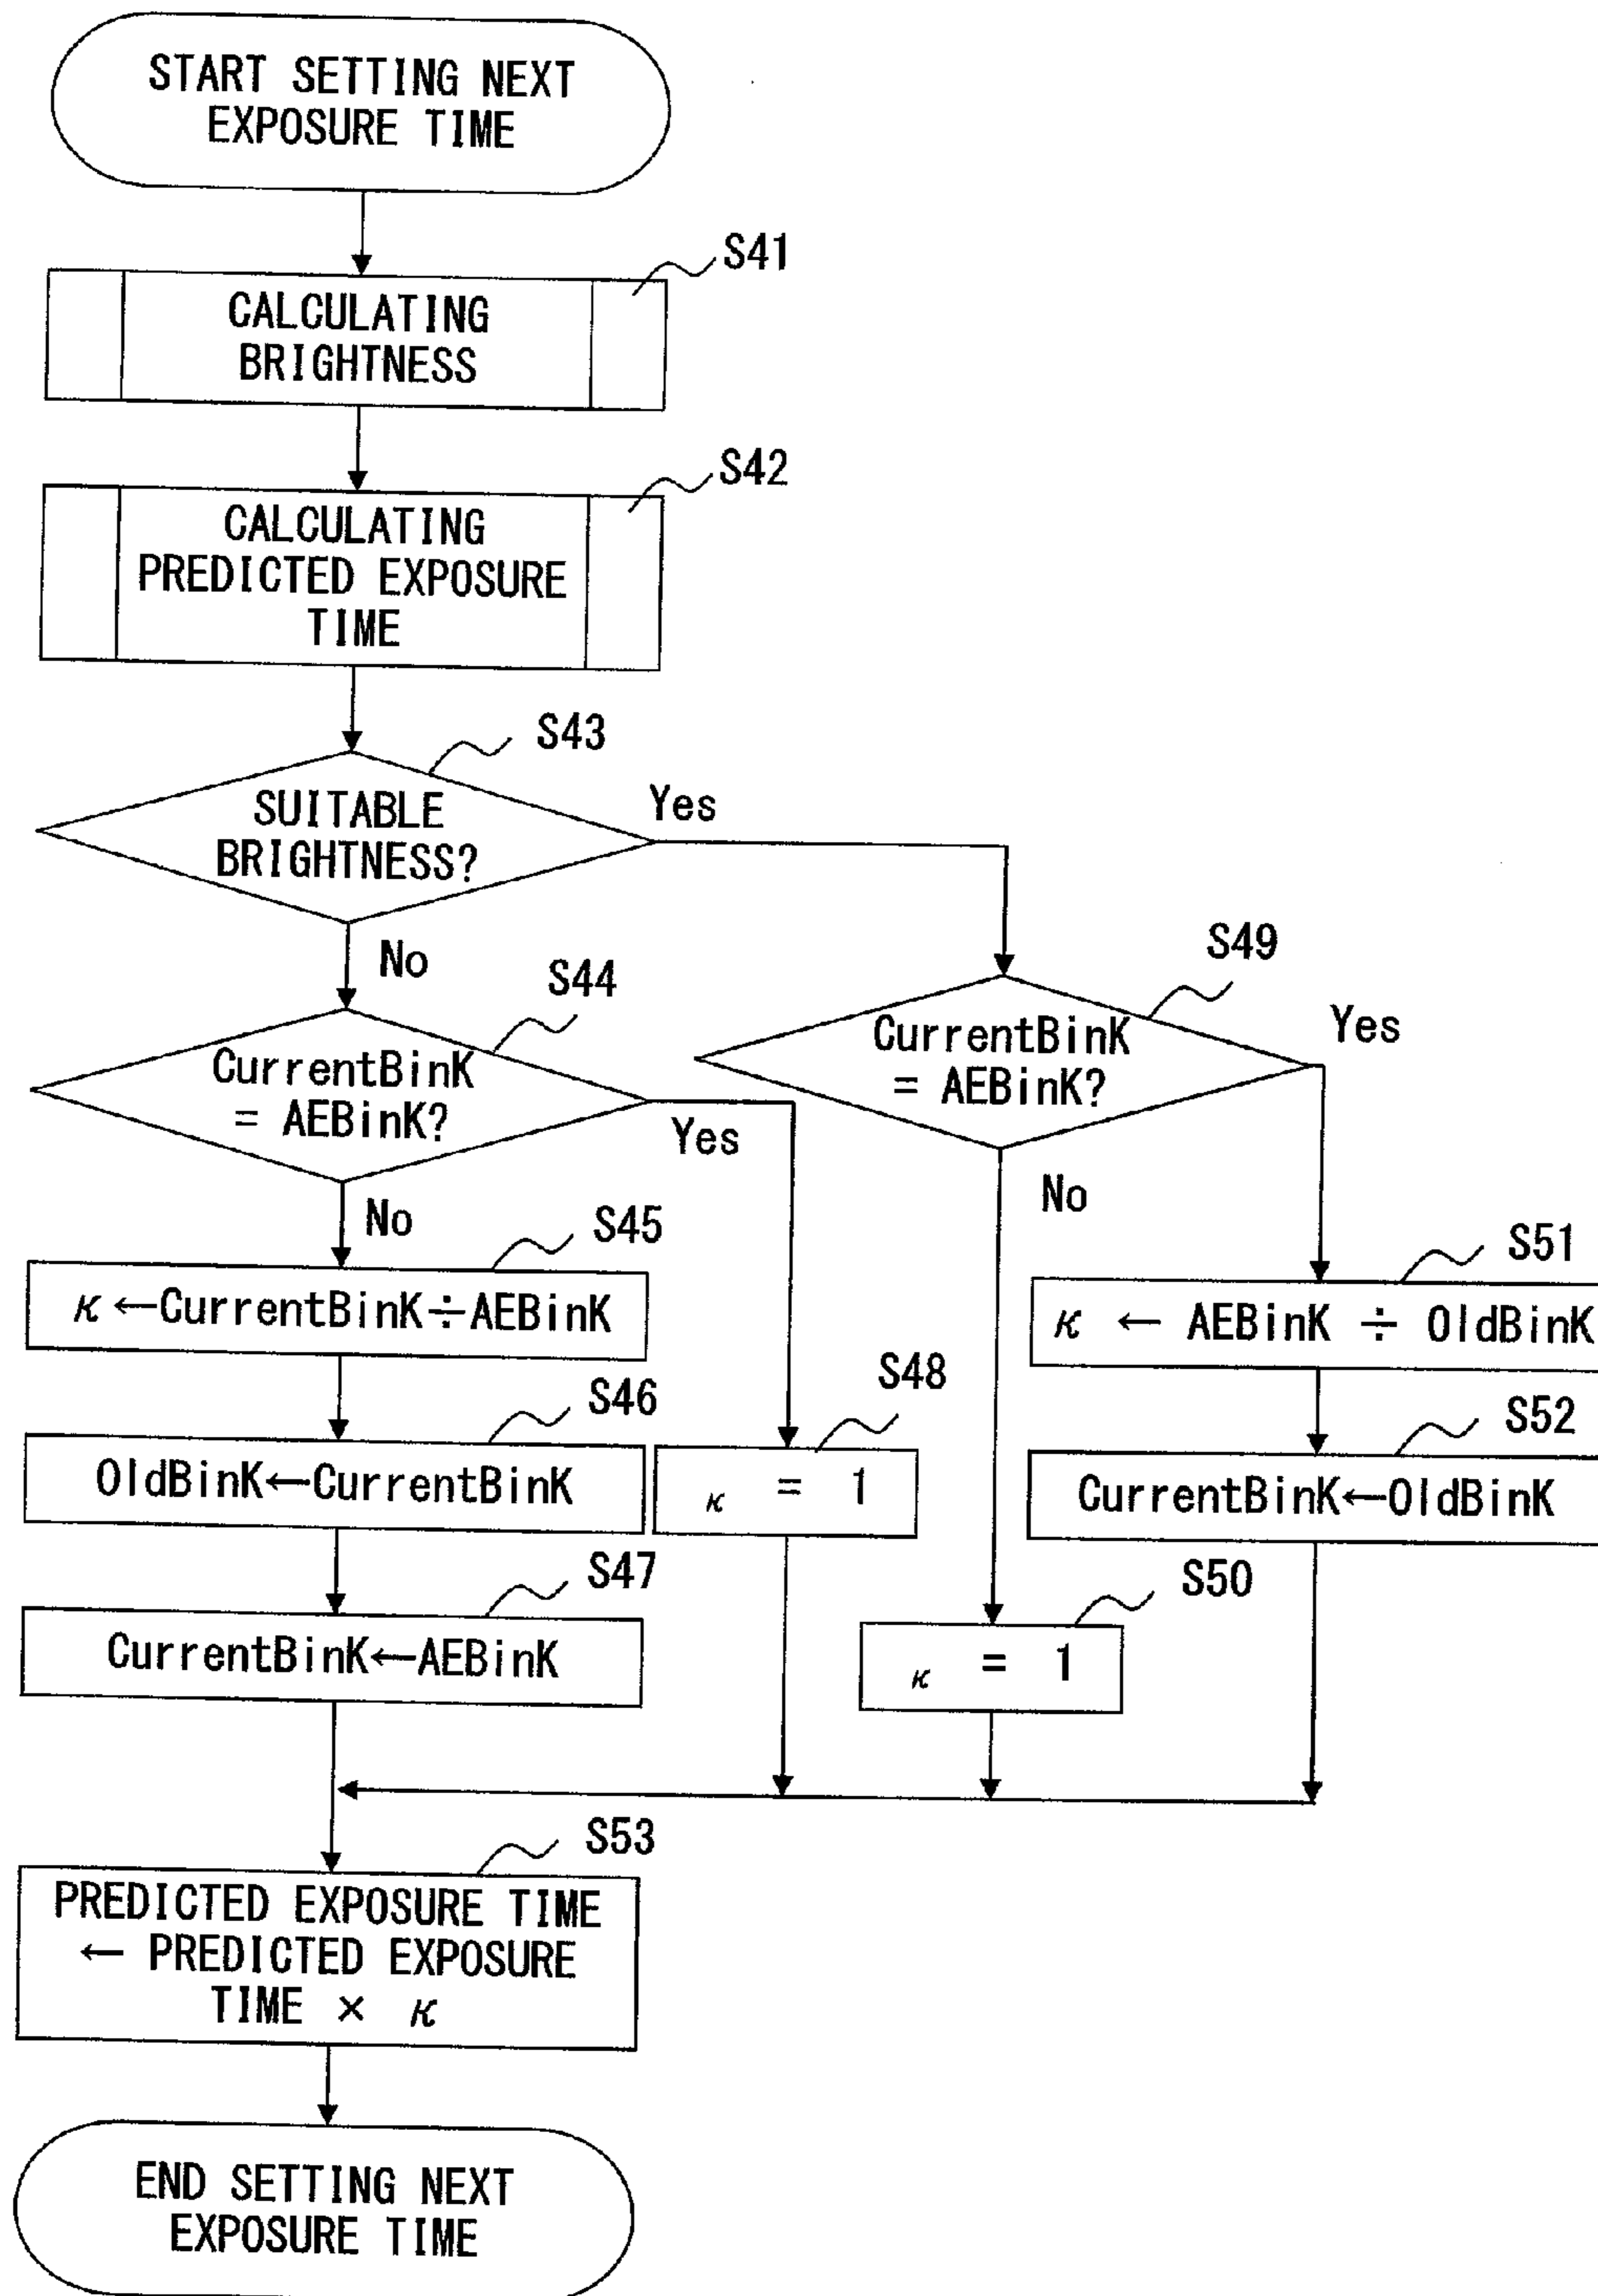 START SETTING NEXT
EXPOSURE TIME
S41
CALCULATING
BRIGHTNESS
S42
CALCULATING
PREDICTED EXPOSURE
TIME
S43
SUITABLE
BRIGHTNESS?
Yes
No
S44
CurrentBinK
= AEBinK?
Yes
No
S49
CurrentBinK
= AEBinK?
Yes
No
S45
κ←CurrentBinK÷AEBinK
S46
OldBinK←CurrentBinK
S47
CurrentBinK←AEBinK
S48
κ = 1
S50
κ = 1
S51
κ ← AEBinK ÷ OldBinK
S52
CurrentBinK←OldBinK
S53
PREDICTED EXPOSURE TIME
← PREDICTED EXPOSURE
TIME × κ
END SETTING NEXT
EXPOSURE TIME